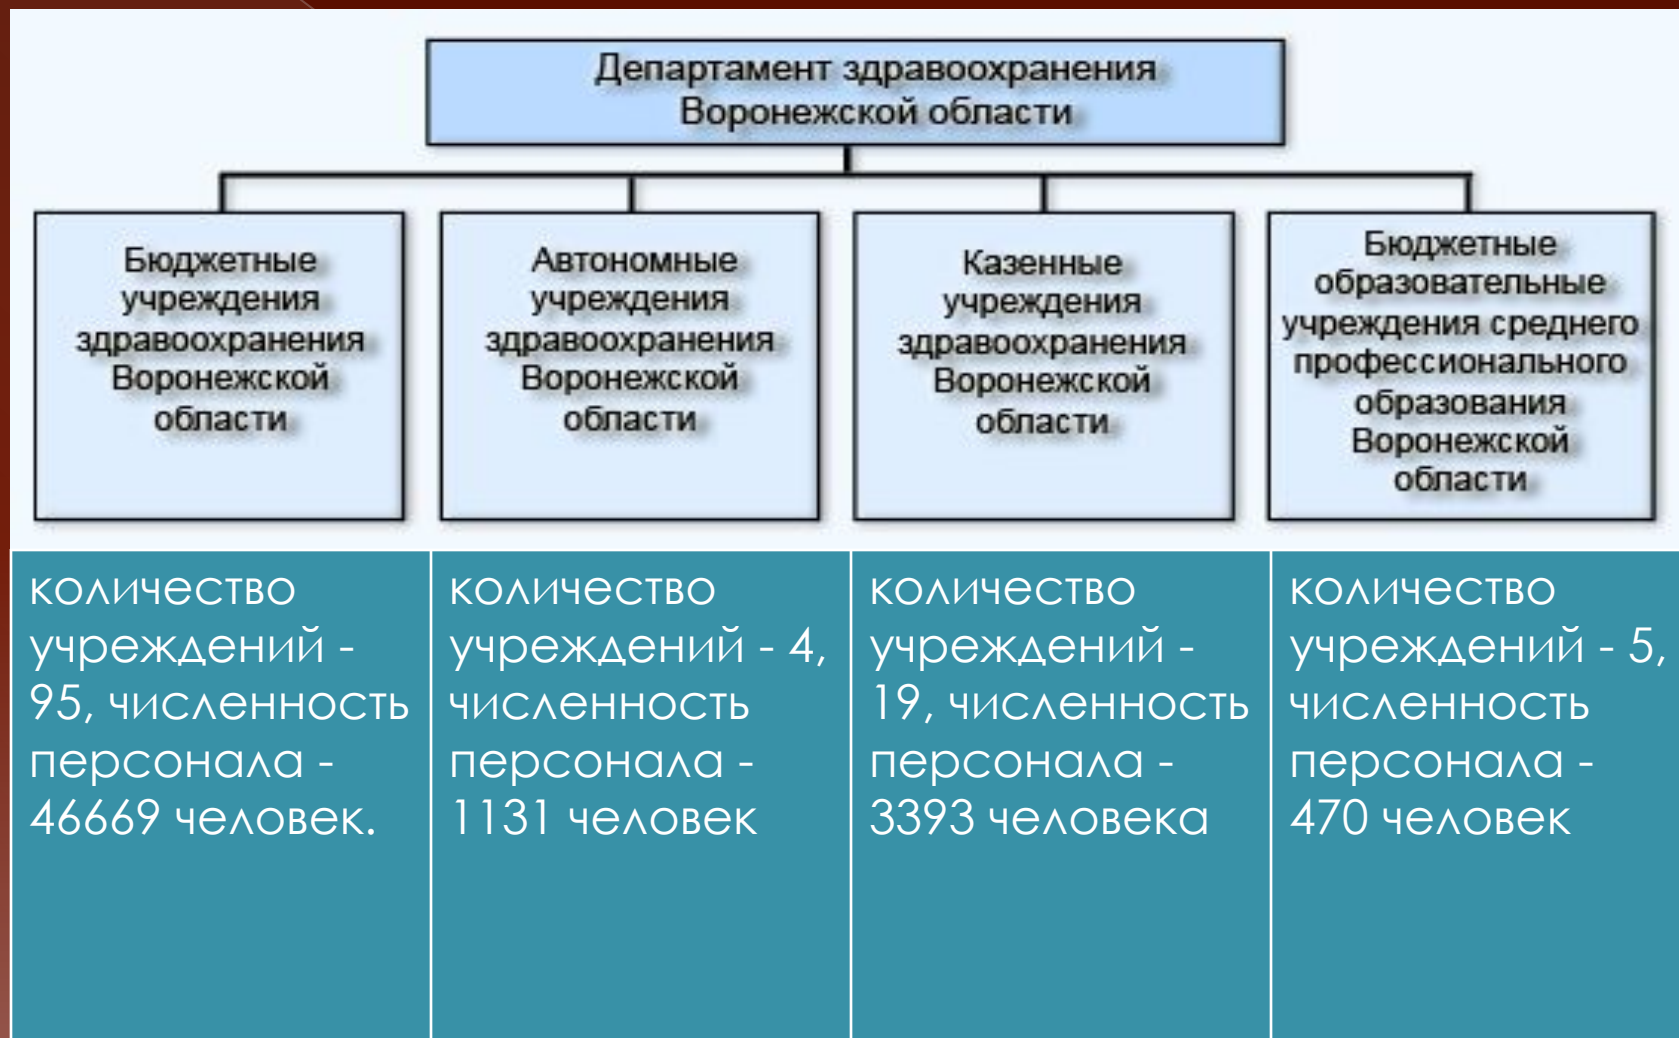 Департамент здравоохранения
Воронежской области
Бюджетные
учреждения
здравоохранения
Воронежской
области
Автономные
учреждения
здравоохранения
Воронежской
области
Казенные
учреждения
здравоохранения
Воронежской
области
Бюджетные
образовательные
учреждения среднего
профессионального
образования
Воронежской
области
количество
учреждений -
95, численность
персонала -
46669 человек.
количество
учреждений - 4,
численность
персонала -
1131 человек
количество
учреждений -
19, численность
персонала -
3393 человека
количество
учреждений - 5,
численность
персонала -
470 человек